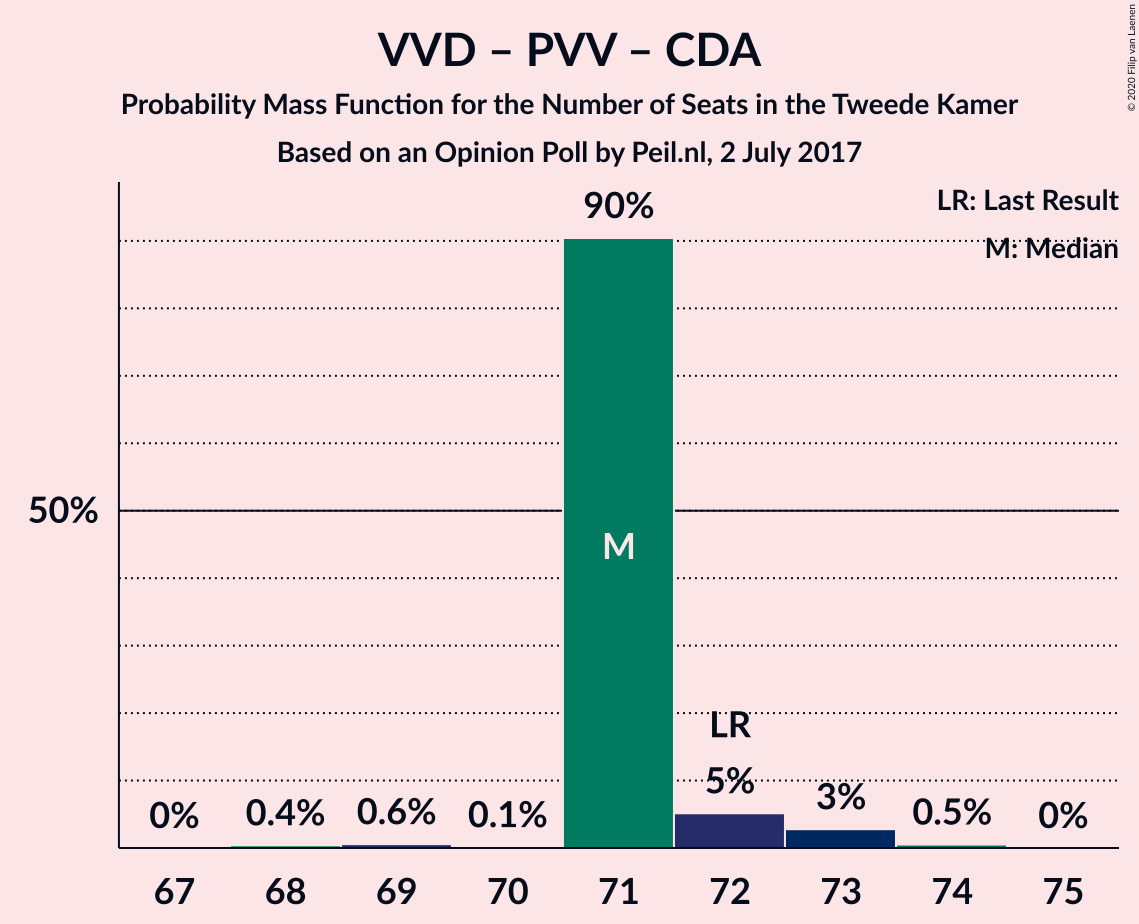 VVD – PVV – CDA
Probability Mass Function for the Number of Seats in the Tweede Kamer
Based on an Opinion Poll by Peil.nl, 2 July 2017
© 2020 Filip van Laenen
LR: Last Result
M: Median
90%
50%
M
LR
0% 0.4% 0.6% 0.1% 5% 3% 0.5% 0%
67 68 69 70 71 72 73 74 75